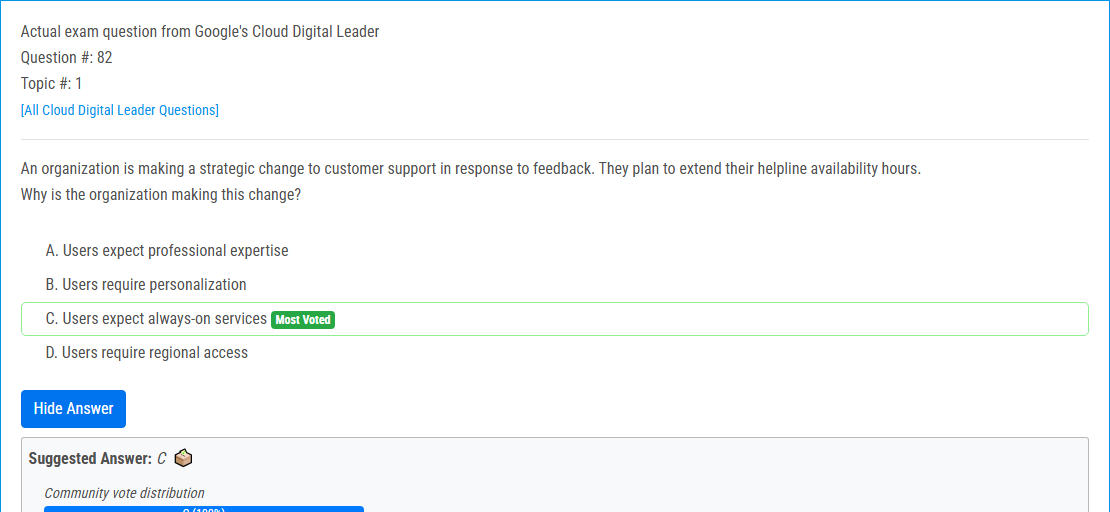 Actual exam question from Google's Cloud Digital Leader
Question #: 82
Topic #: 1
[All Cloud Digital Leader Questions]
An organization is making a strategic change to customer support in response to feedback. They plan to extend their helpline availability hours.
Why is the organization making this change?
A. Users expect professional expertise
B. Users require personalization
C. Users expect always-on services Most Voted
D. Users require regional access
Hide Answer
Suggested Answer: C
Community vote distribution